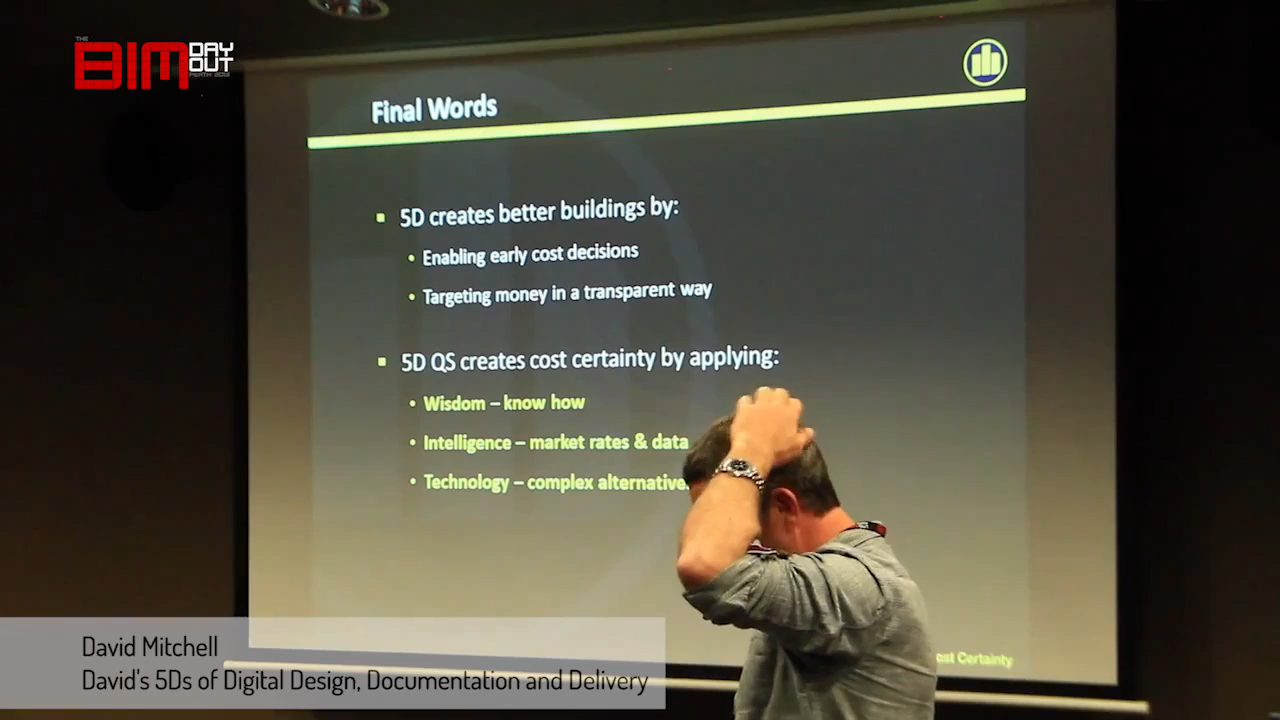 THE
BIM DAY OUT
Final Words
5D creates better buildings by:
Enabling early cost decisions
Targeting money in a transparent way
5D QS creates cost certainty by applying:
Wisdom – know how
Intelligence – market rates & data
Technology – complex alternative
Cost Certainty
David Mitchell
David's 5Ds of Digital Design, Documentation and Delivery